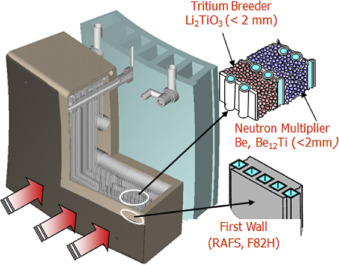 Tritium Breeder
Li2TiO3 (< 2 mm)
Neutron Multiplier
Be, Be12Ti (<2mm)
First Wall
(RAFS, F82H)